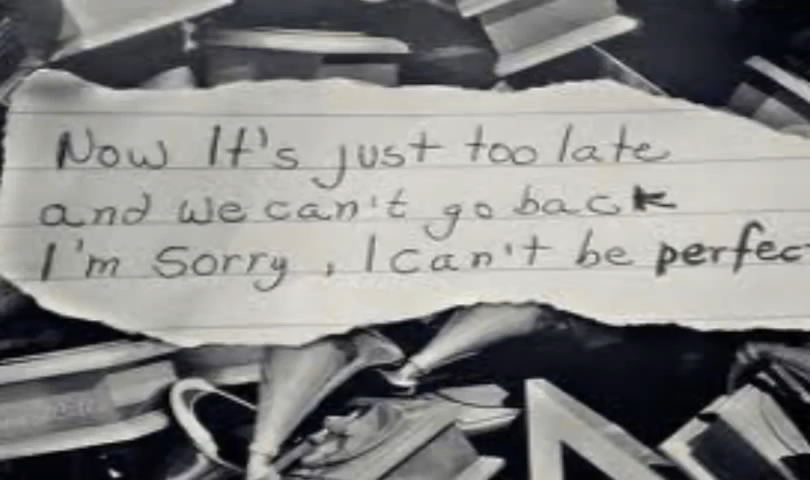 Now It's just too late
and we can't go back
I'm Sorry, I can't be perfec